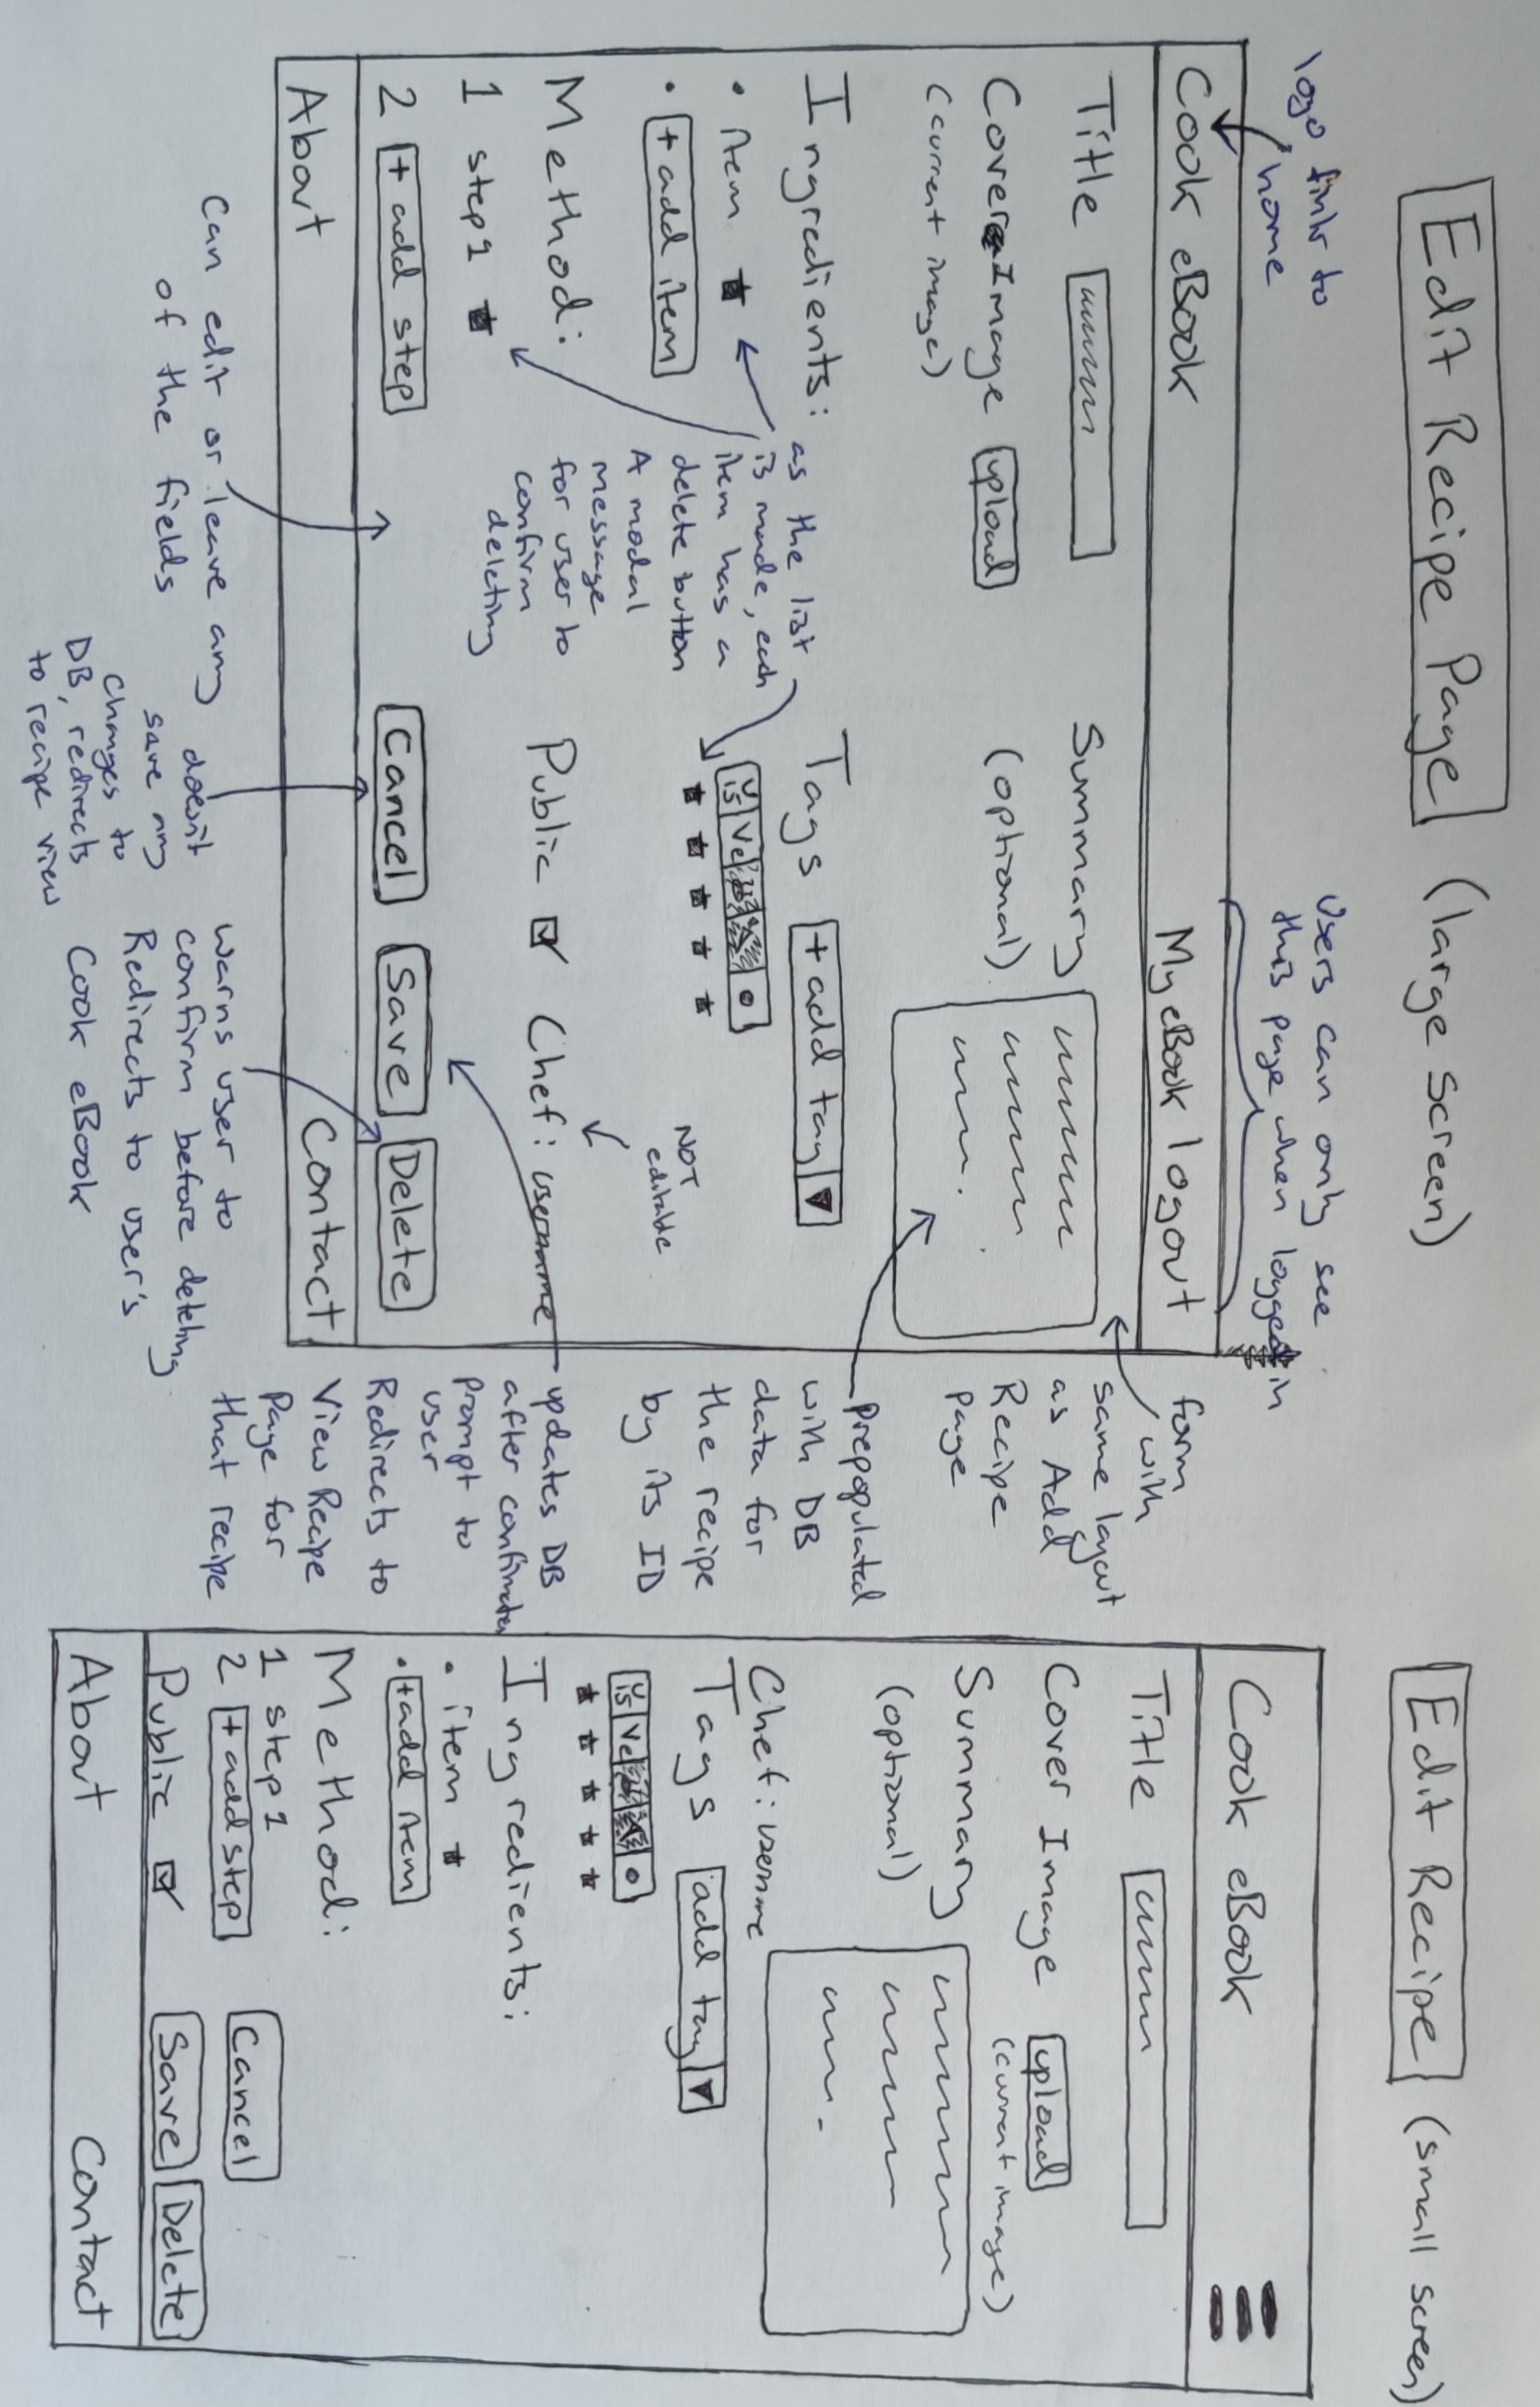 Edit Recipe Page (large screen)
logo links to
home
Users can only see
this page when logged in
Cook eBook
My eBook logout
Title
Summary
(optional)
Cover Image upload
(current image)
form
with
same layout
as Add
Recipe
Page
Prepopulated
with DB
data for
the recipe
by its ID
Ingredients:
• item
• + add item
as the list
is made, each
item has a
delete button
A modal
message
for user to
confirm
deleting
Tags + add tag
V
is Ve
NOT
editable
Method:
1 step 1
2 + add step
Public Chef: username
updates DB
after
Prompt to
user
Redirects to
View Recipe
Page for
that recipe
Cancel Save Delete
About Contact
Can edit or leave any
of the fields
doesn't
save any
changes to
DB, redirects
to recipe view
Warns user to
confirm before deleting
Redirects to user's
Cook eBook
Edit Recipe (small screen)
Cook eBook
Title
Cover Image upload
(current image)
Summary
(optional)
Chef: username
Tags add tag
V
is Ve
Ingredients:
• item
• + add item
Method:
1 step 1
2 + add step
Cancel
Public Save Delete
About Contact